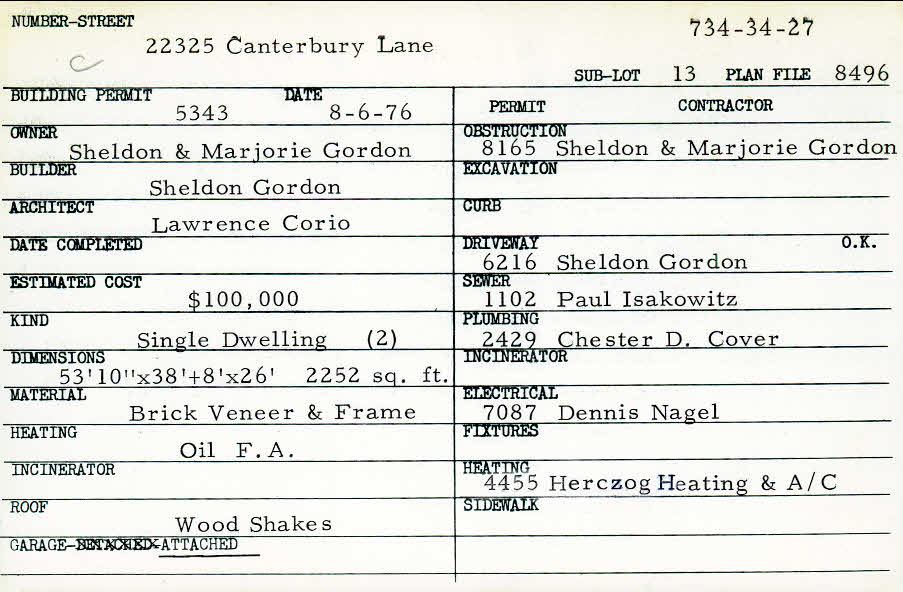 NUMBER-STREET
734-34-27
22325 Canterbury Lane
SUB-LOT 13 PLAN FILE 8496
BUILDING PERMIT DATE
5343 8-6-76
OWNER
Sheldon & Marjorie Gordon
BUILDER
Sheldon Gordon
ARCHITECT
Lawrence Corio
DATE COMPLETED
ESTIMATED COST
$100,000
KIND
Single Dwelling (2)
DIMENSIONS
53'10"x38'+8'x26' 2252 sq. ft.
MATERIAL
Brick Veneer & Frame
HEATING
Oil F.A.
INCINERATOR
ROOF
Wood Shakes
GARAGE-DETACHED-ATTACHED
PERMIT CONTRACTOR
OBSTRUCTION
8165 Sheldon & Marjorie Gordon
EXCAVATION
CURB
DRIVEWAY O.K.
6216 Sheldon Gordon
SEWER
1102 Paul Isakowitz
PLUMBING
2429 Chester D. Cover
INCINERATOR
ELECTRICAL
7087 Dennis Nagel
FIXTURES
HEATING
4455 Herczog Heating & A/C
SIDEWALK